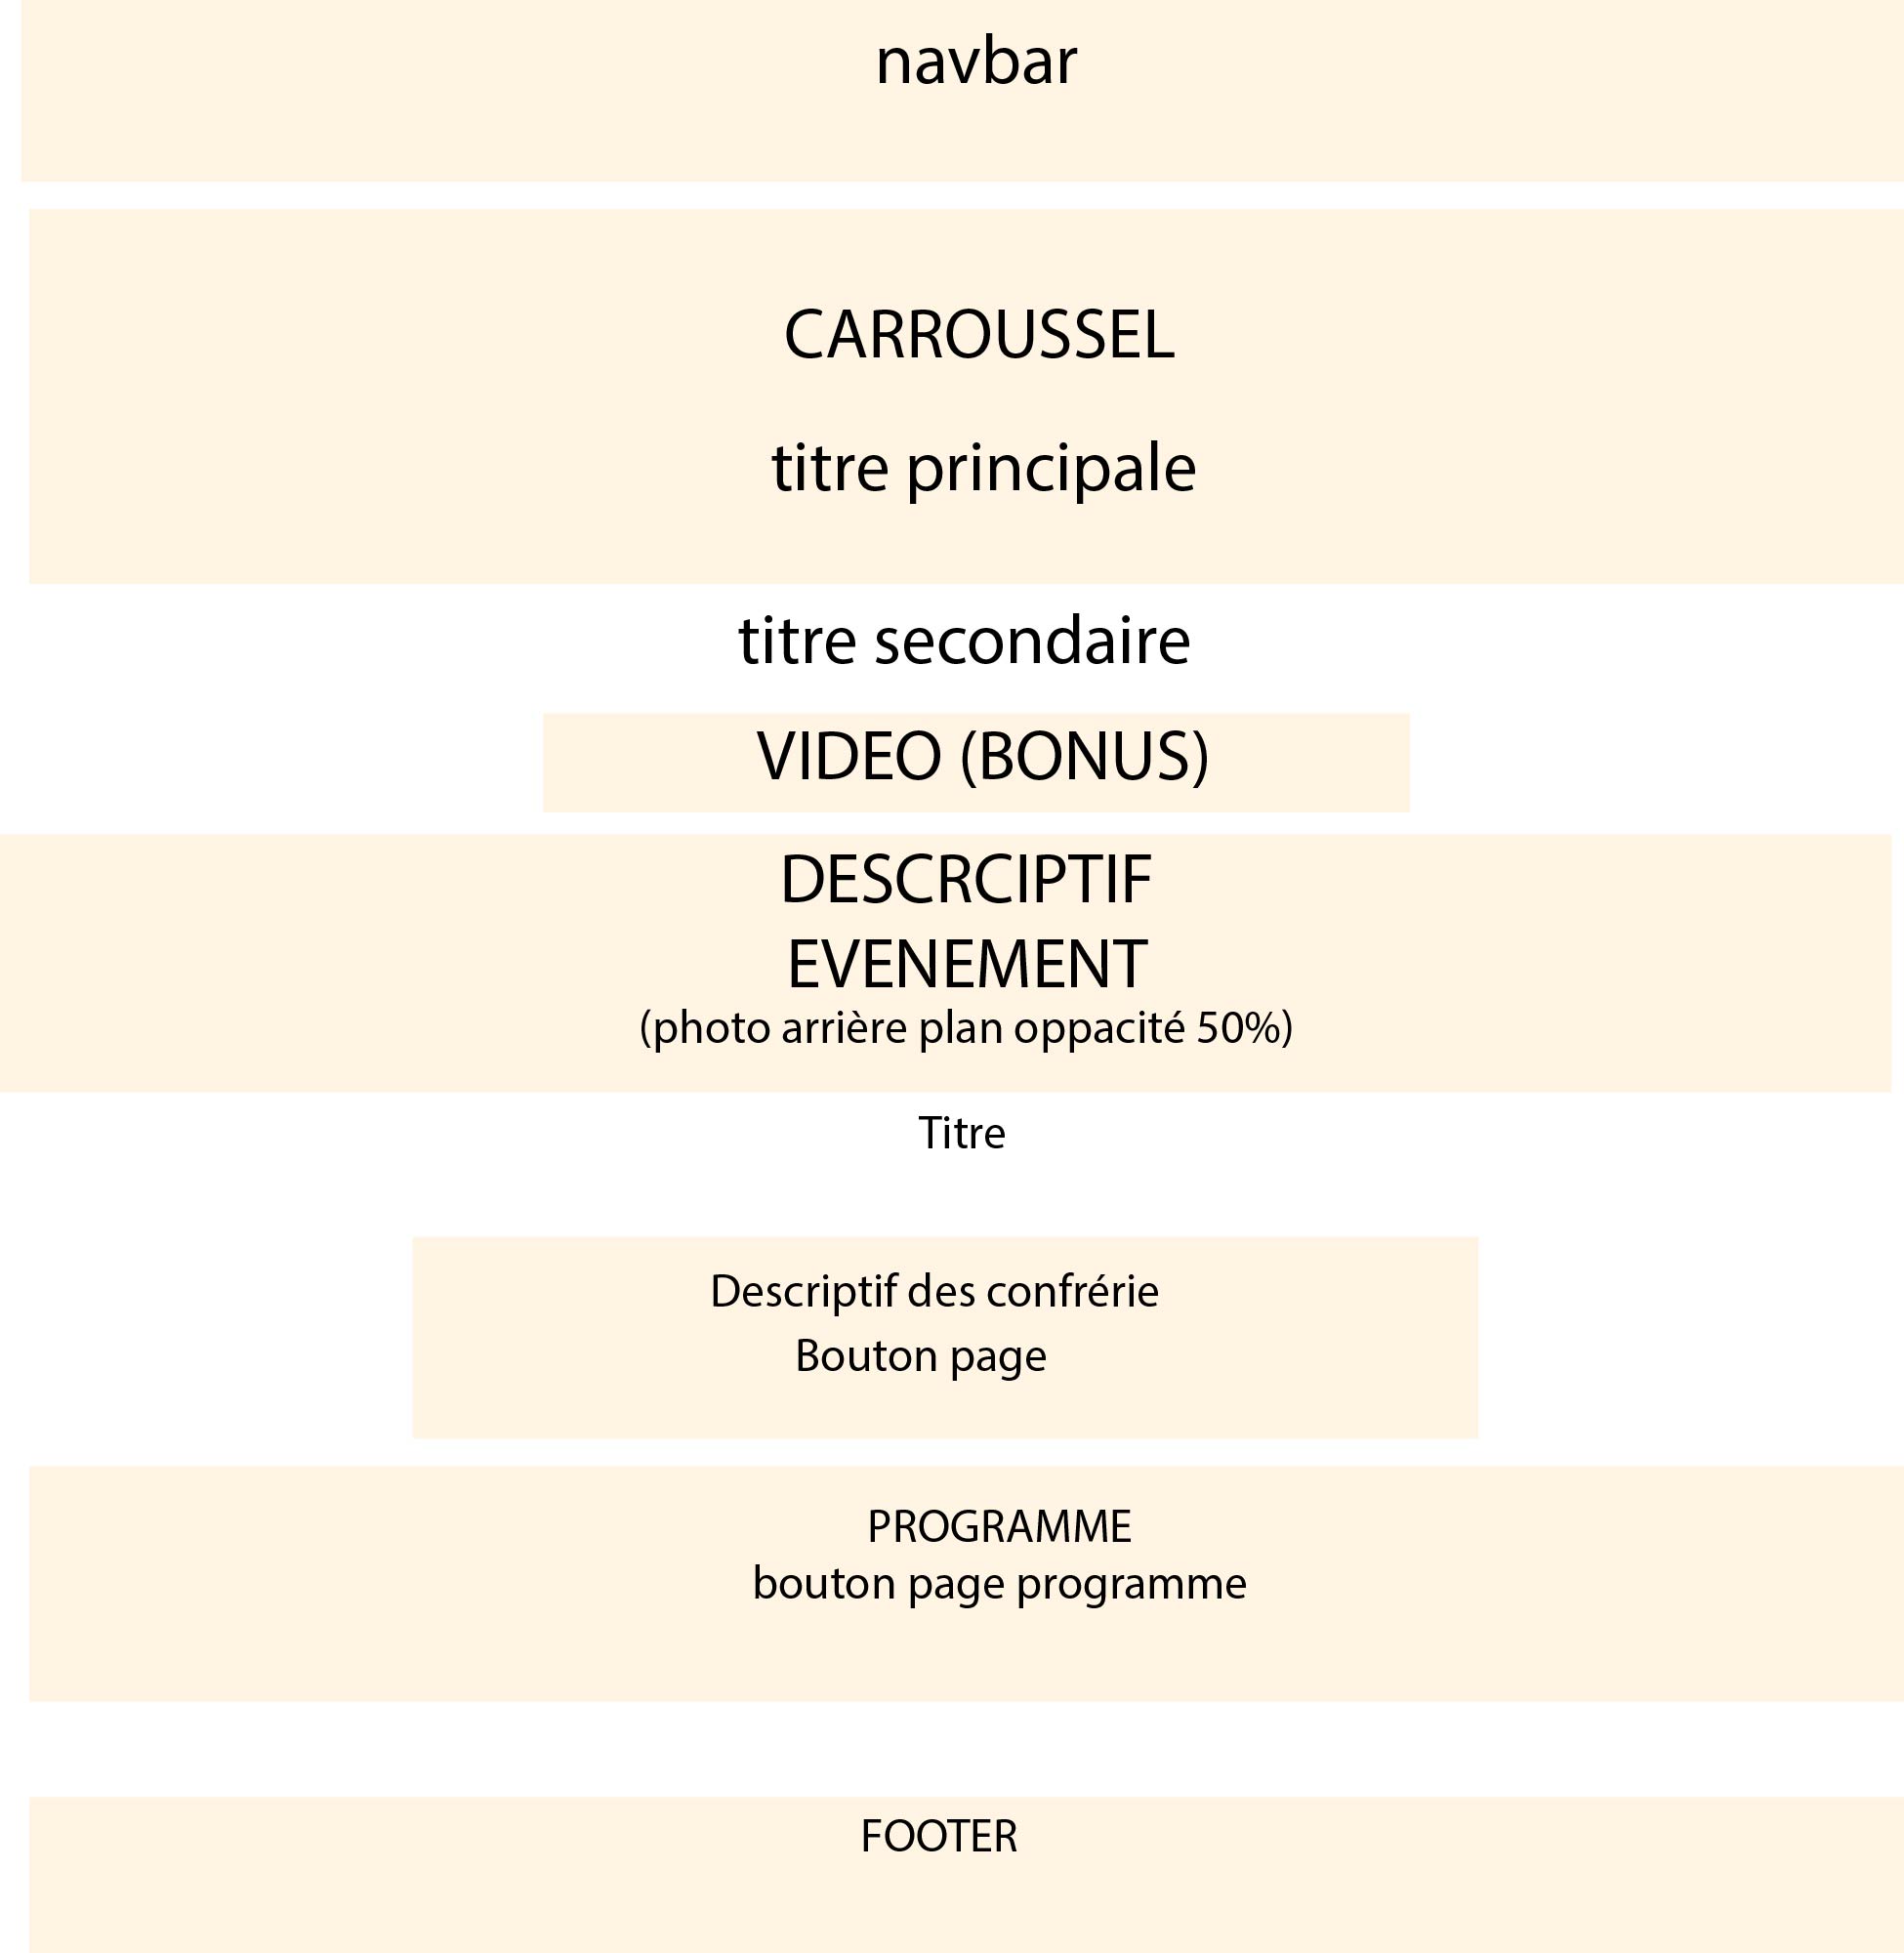 navbar
CARROUSSEL
titre principale
titre secondaire
VIDEO (BONUS)
DESCRCIPTIF
EVENEMENT
(photo arrière plan oppacité 50%)
Titre
Descriptif des confrérie
Bouton page
PROGRAMME
bouton page programme
FOOTER